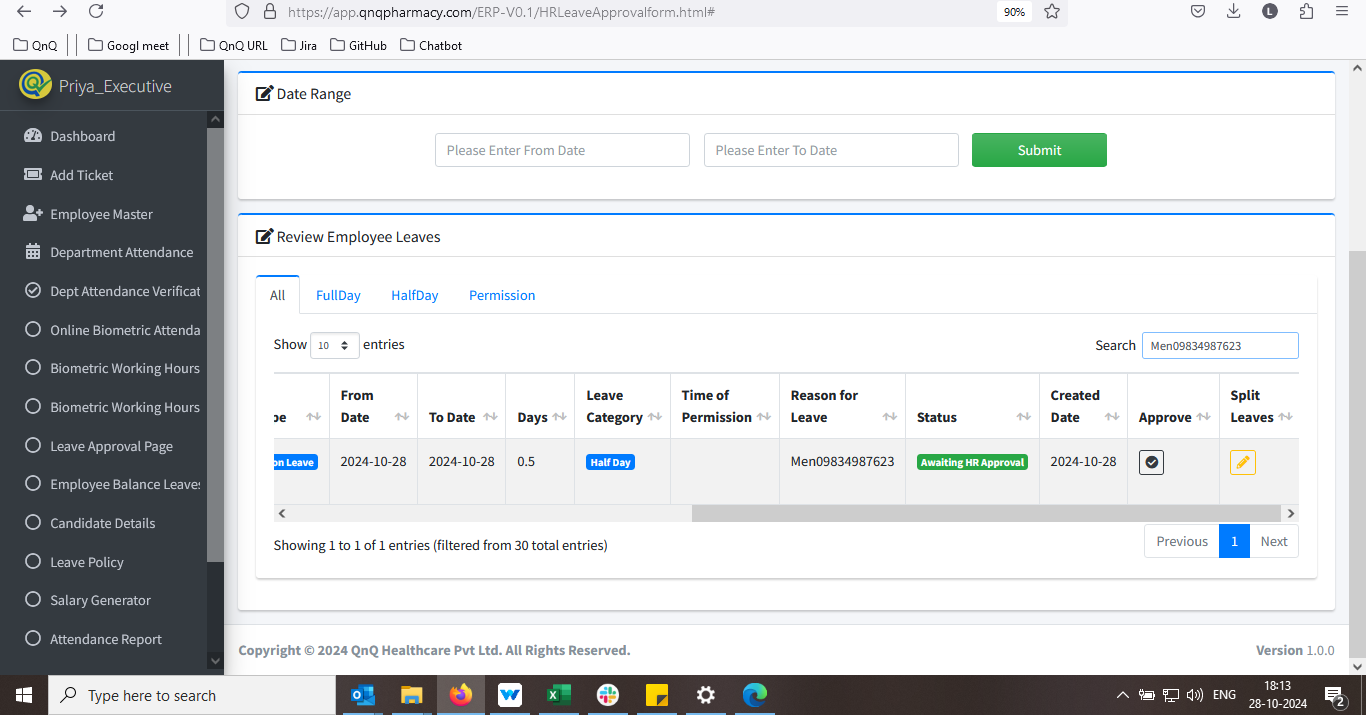 https://app.qnqpharmacy.com/ERP-V0.1/HRLeaveApprovalform.html#
90%
L
QnQ
Googl meet
QnQ URL
Jira
GitHub
Chatbot
Priya_Executive
Dashboard
Add Ticket
Employee Master
Department Attendance
Dept Attendance Verificat
Online Biometric Attenda
Biometric Working Hours
Biometric Working Hours
Leave Approval Page
Employee Balance Leaves
Candidate Details
Leave Policy
Salary Generator
Attendance Report
Date Range
Please Enter From Date
Please Enter To Date
Submit
Review Employee Leaves
All
FullDay
HalfDay
Permission
Show 10 entries
Search Men09834987623
pe
From Date
To Date
Days
Leave Category
Time of Permission
Reason for Leave
Status
Created Date
Approve
Split Leaves
on Leave
2024-10-28
2024-10-28
0.5
Half Day
Men09834987623
Awaiting HR Approval
2024-10-28
Showing 1 to 1 of 1 entries (filtered from 30 total entries)
Previous
1
Next
Copyright © 2024 QnQ Healthcare Pvt Ltd. All Rights Reserved.
Version 1.0.0
Type here to search
ENG
18:13
28-10-2024
2